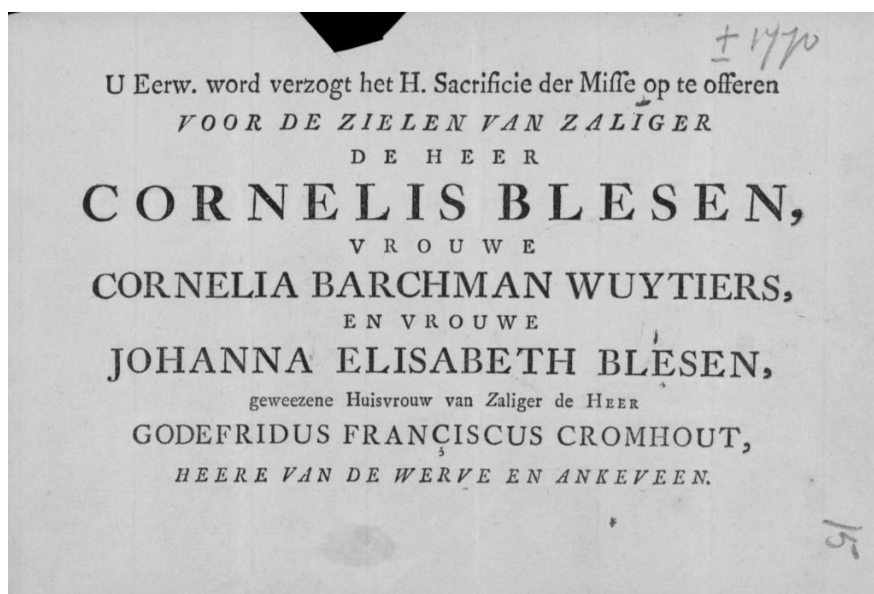 ± 1770
U Eerw. word verzogt het H. Sacrificie der Miſſe op te offeren
VOOR DE ZIELEN VAN ZALIGER
DE HEER
CORNELIS BLESEN,
VROUWE
CORNELIA BARCHMAN WUYTIERS,
EN VROUWE
JOHANNA ELISABETH BLESEN,
geweezene Huisvrouw van Zaliger de HEER
GODEFRIDUS FRANCISCUS CROMHOUT,
HEERE VAN DE WERVE EN ANKEVEEN.
15